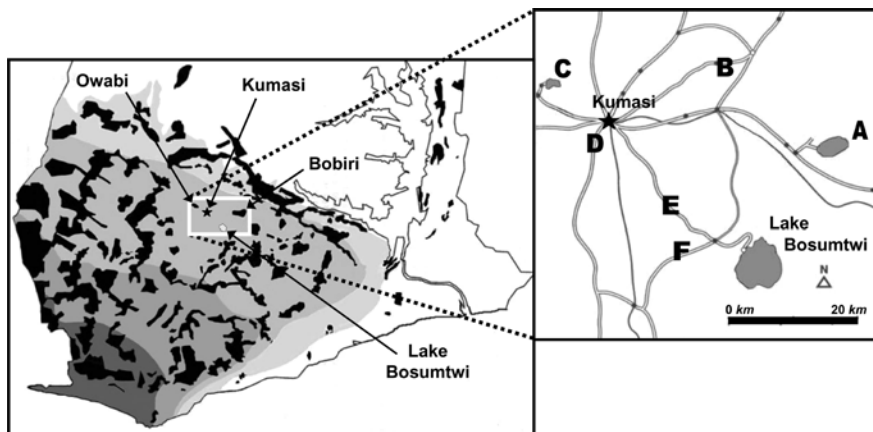 Owabi
Kumasi
Bobiri
Lake
Bosumtwi
C
B
Kumasi
A
D
E
F
Lake
Bosumtwi
N
0 km
20 km